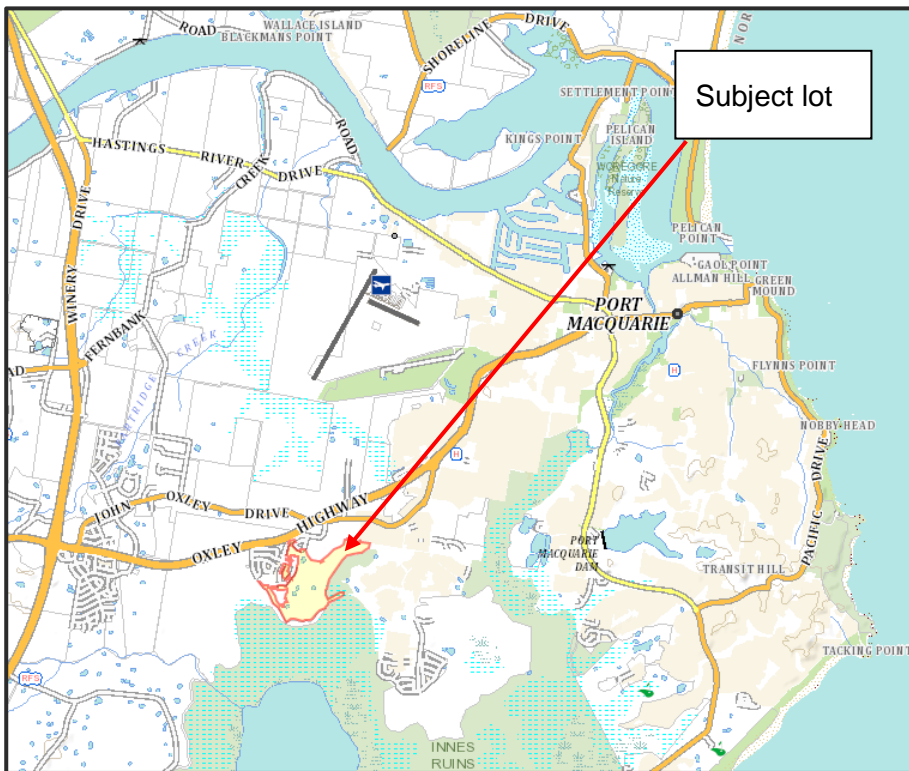 ROAD
WALLACE ISLAND
BLACKMANS POINT
SHORELINE DRIVE
NOR
RFS
Subject lot
SETTLEMENT POINT
KINGS POINT
PELICAN
ISLAND
WOREGORE
Nature
Reserve
HASTINGS RIVER DRIVE
ROAD
CREEK
DRIVE
WINERY
FERNBANK
AD
CREEK
PELICAN
POINT
GAOL POINT
ALLMAN HILL
GREEN
MOUND
PORT
MACQUARIE
H
FLYNNS POINT
NOBBY HEAD
PACIFIC DRIVE
H
JOHN OXLEY DRIVE
OXLEY HIGHWAY
PORT
MACQUARIE
DAM
TRANSIT HILL
TACKING POINT
RFS
INNES
RUINS